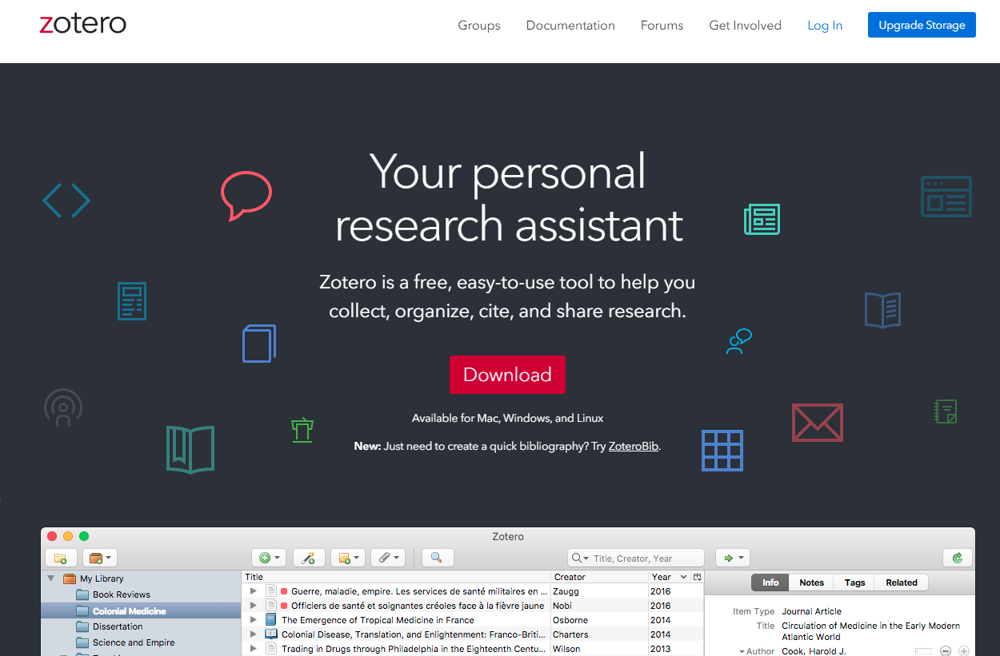 zotero
Groups
Documentation
Forums
Get Involved
Log In
Upgrade Storage
Your personal
research assistant
Zotero is a free, easy-to-use tool to help you
collect, organize, cite, and share research.
Download
Available for Mac, Windows, and Linux
New: Just need to create a quick bibliography? Try ZoteroBib.
Zotero
Title, Creator, Year
My Library
Book Reviews
Colonial Medicine
Dissertation
Science and Empire
Title Creator Year
Guerre, maladie, empire. Les services de santé militaires en ... Zaugg 2016
Officiers de santé et soignantes créoles face à la fièvre jaune Nobi 2016
The Emergence of Tropical Medicine in France Osborne 2014
Colonial Disease, Translation, and Enlightenment: Franco-Briti... Charters 2014
Trading in Drugs through Philadelphia in the Eighteenth Centu... Wilson 2013
Info Notes Tags Related
Item Type Journal Article
Title Circulation of Medicine in the Early Modern
Atlantic World
Author Cook, Harold J.